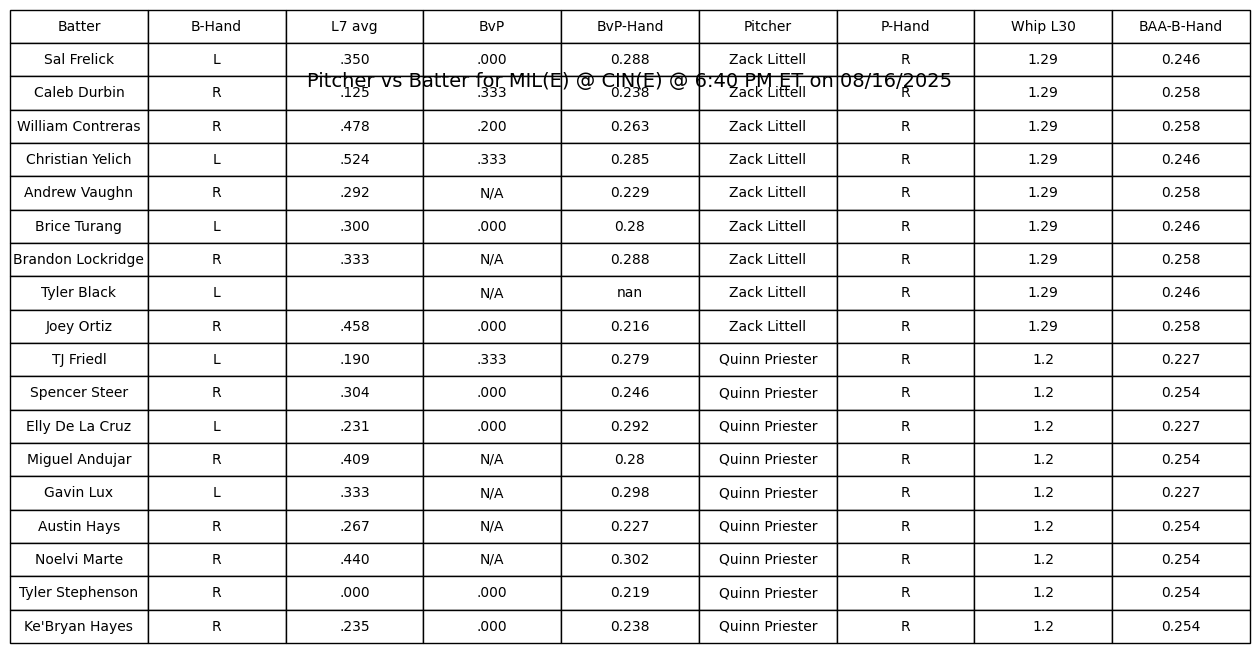 Batter B-Hand L7 avg BvP BvP-Hand Pitcher P-Hand Whip L30 BAA-B-Hand
Sal Frelick L .350 .000 0.288 Zack Littell R 1.29 0.246
Pitcher vs Batter for MIL(E) @ CIN(E) @ 6:40 PM ET on 08/16/2025
Caleb Durbin R .125 .333 0.238 Zack Littell R 1.29 0.258
William Contreras R .478 .200 0.263 Zack Littell R 1.29 0.258
Christian Yelich L .524 .333 0.285 Zack Littell R 1.29 0.246
Andrew Vaughn R .292 N/A 0.229 Zack Littell R 1.29 0.258
Brice Turang L .300 .000 0.28 Zack Littell R 1.29 0.246
Brandon Lockridge R .333 N/A 0.288 Zack Littell R 1.29 0.258
Tyler Black L N/A nan Zack Littell R 1.29 0.246
Joey Ortiz R .458 .000 0.216 Zack Littell R 1.29 0.258
TJ Friedl L .190 .333 0.279 Quinn Priester R 1.2 0.227
Spencer Steer R .304 .000 0.246 Quinn Priester R 1.2 0.254
Elly De La Cruz L .231 .000 0.292 Quinn Priester R 1.2 0.227
Miguel Andujar R .409 N/A 0.28 Quinn Priester R 1.2 0.254
Gavin Lux L .333 N/A 0.298 Quinn Priester R 1.2 0.227
Austin Hays R .267 N/A 0.227 Quinn Priester R 1.2 0.254
Noelvi Marte R .440 N/A 0.302 Quinn Priester R 1.2 0.254
Tyler Stephenson R .000 .000 0.219 Quinn Priester R 1.2 0.254
Ke'Bryan Hayes R .235 .000 0.238 Quinn Priester R 1.2 0.254